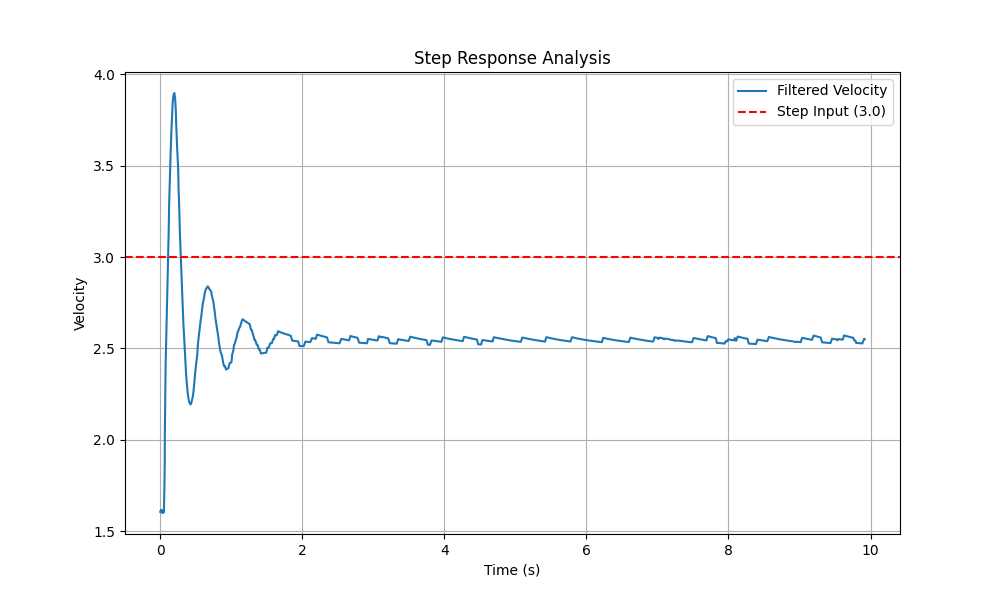 Step Response Analysis
Filtered Velocity
Step Input (3.0)
Velocity
4.0
3.5
3.0
2.5
2.0
1.5
0 2 4 6 8 10
Time (s)